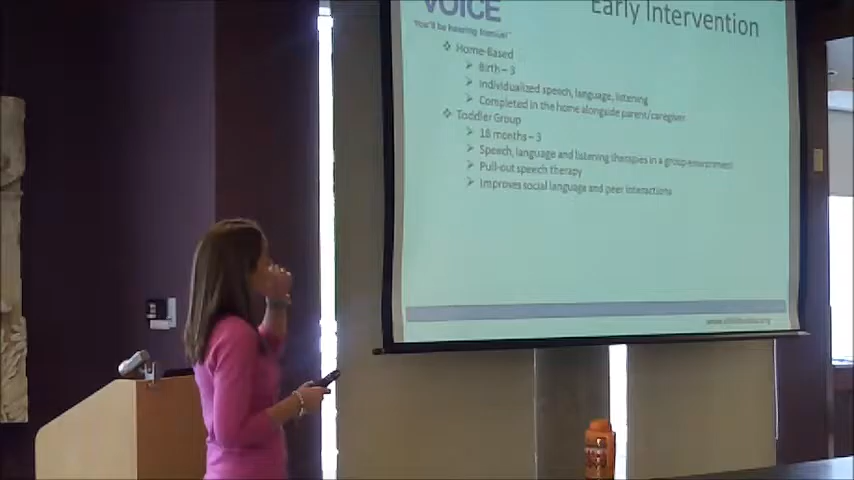 VOICE
Early Intervention
You'll be hearing from us!™
Home-Based
Birth – 3
Individualized speech, language, listening
Completed in the home alongside parent/caregiver
Toddler Group
18 months – 3
Speech, language and listening therapies in a group environment
Pull-out speech therapy
Improves social language and peer interactions